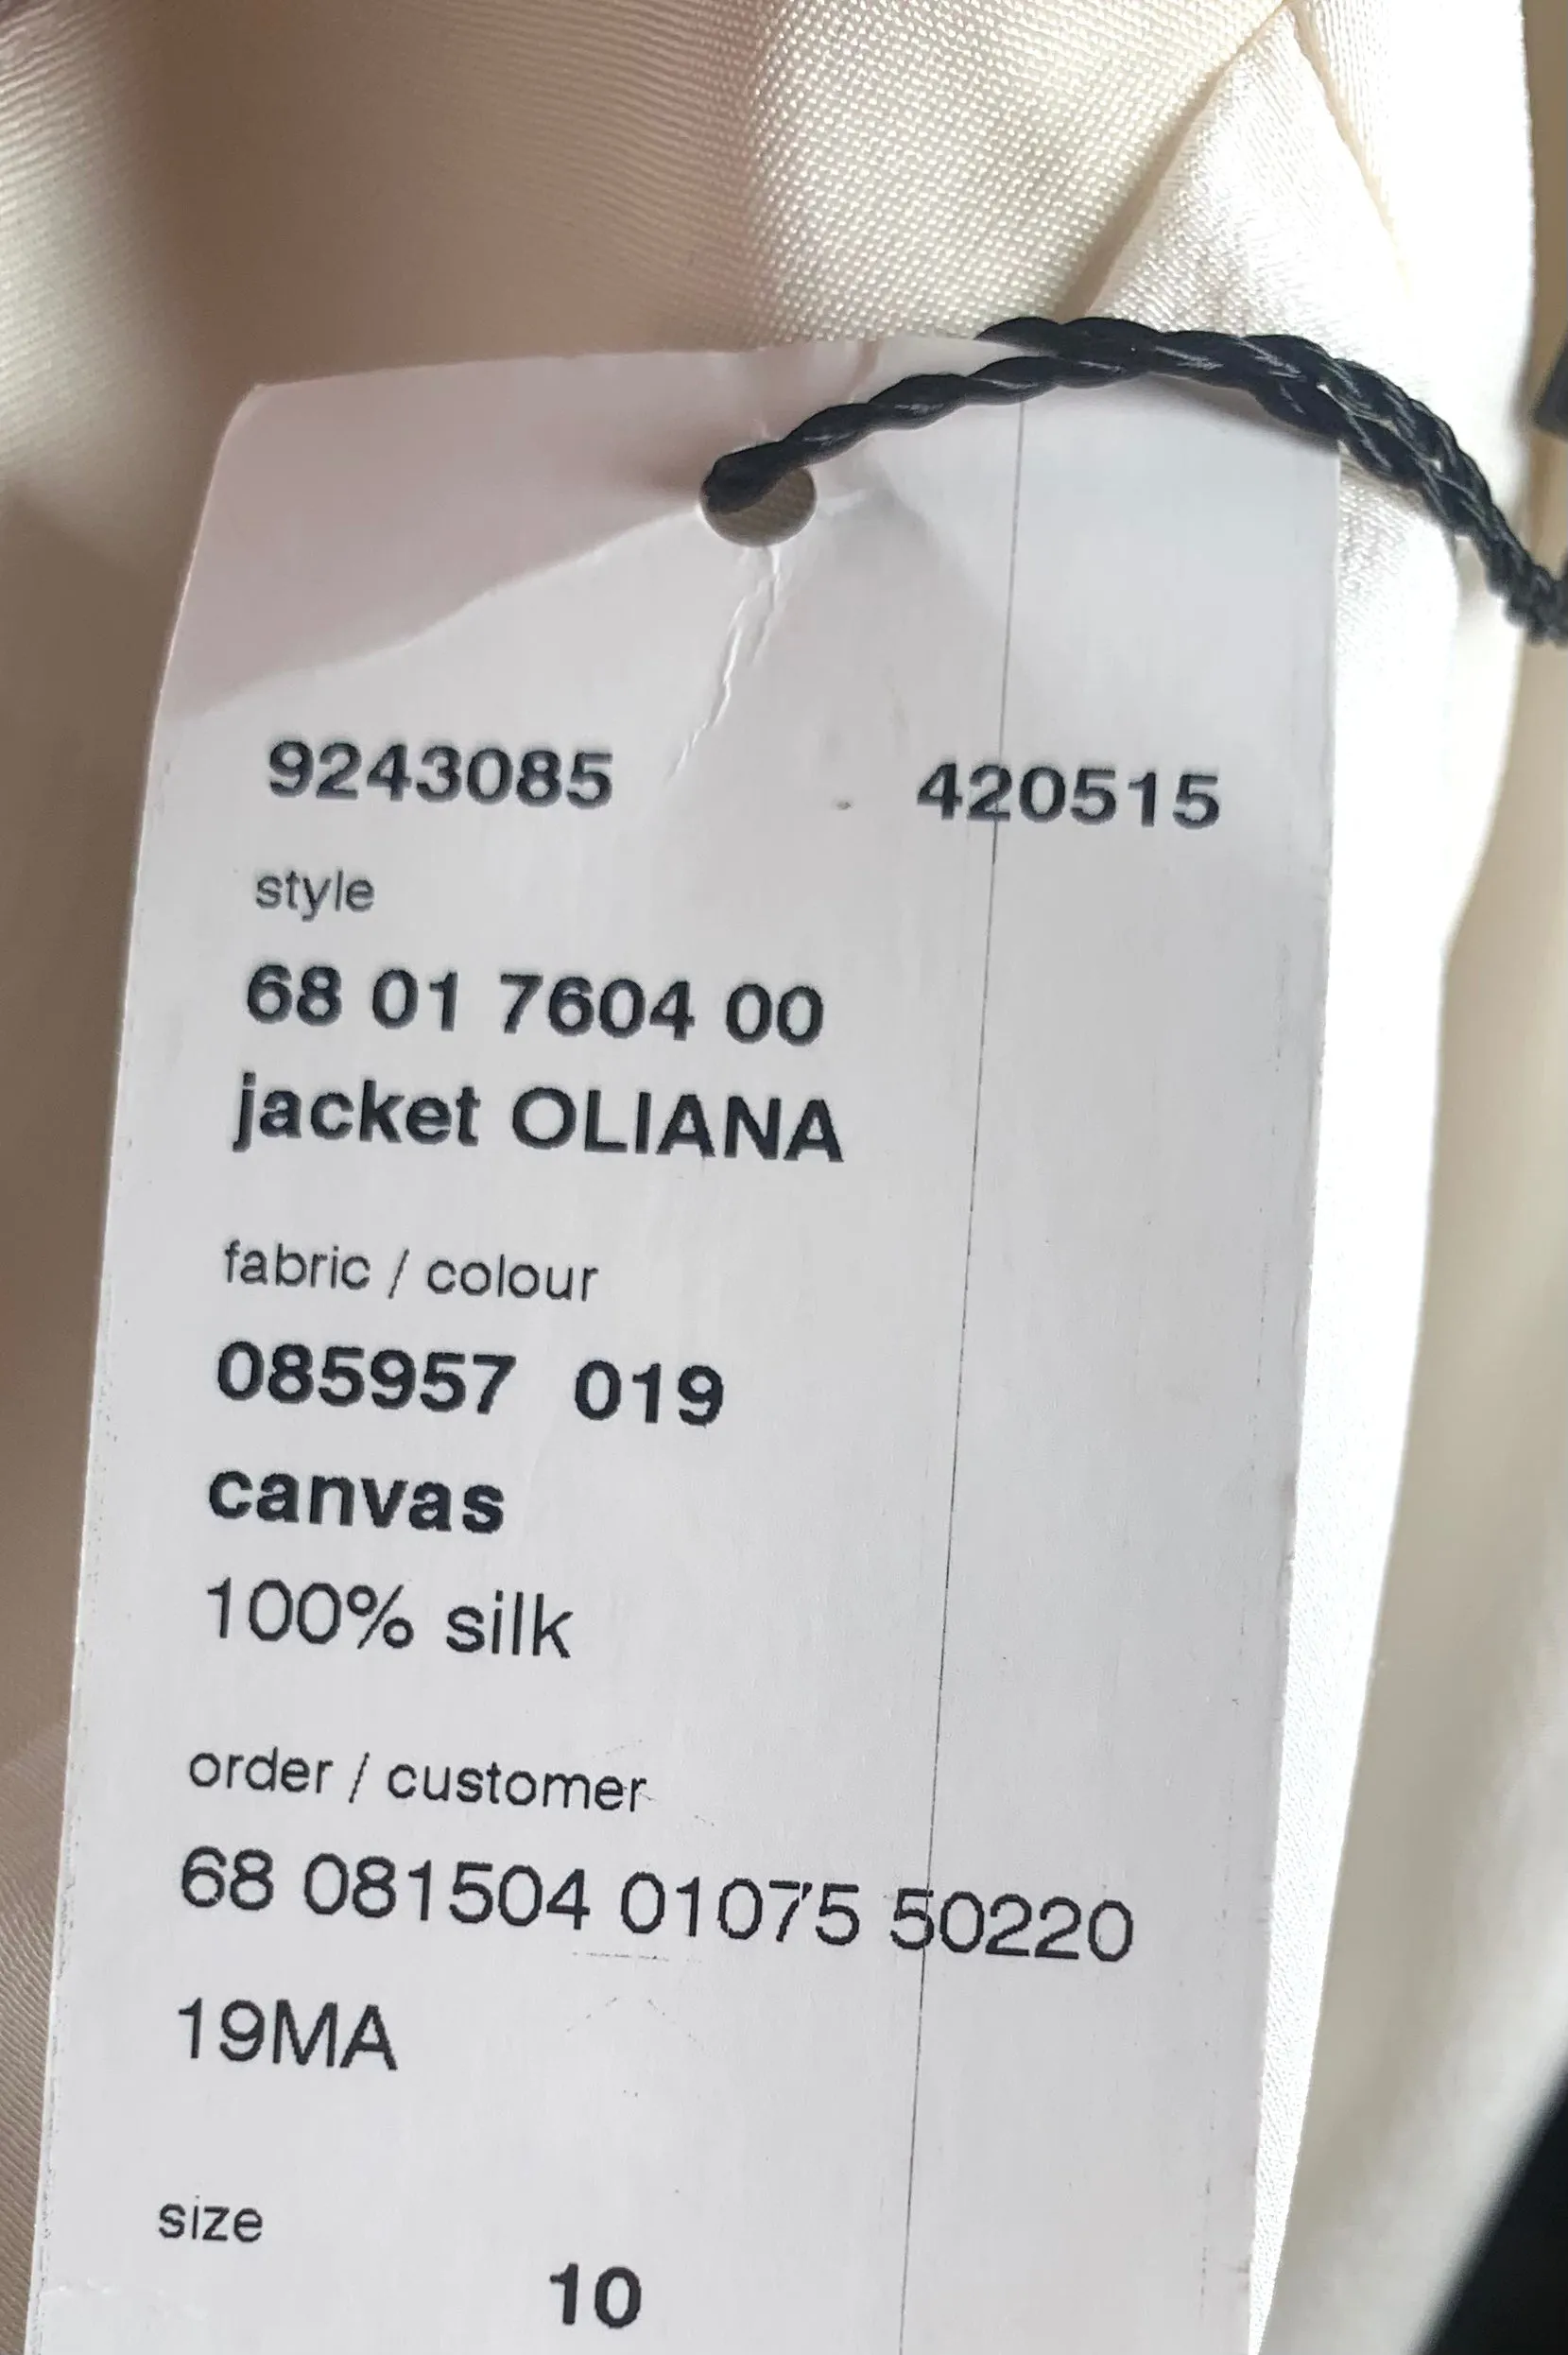 9243085 420515
style
68 01 7604 00
jacket OLIANA
fabric / colour
085957 019
canvas
100% silk
order / customer
68 081504 01075 50220
19MA
size
10